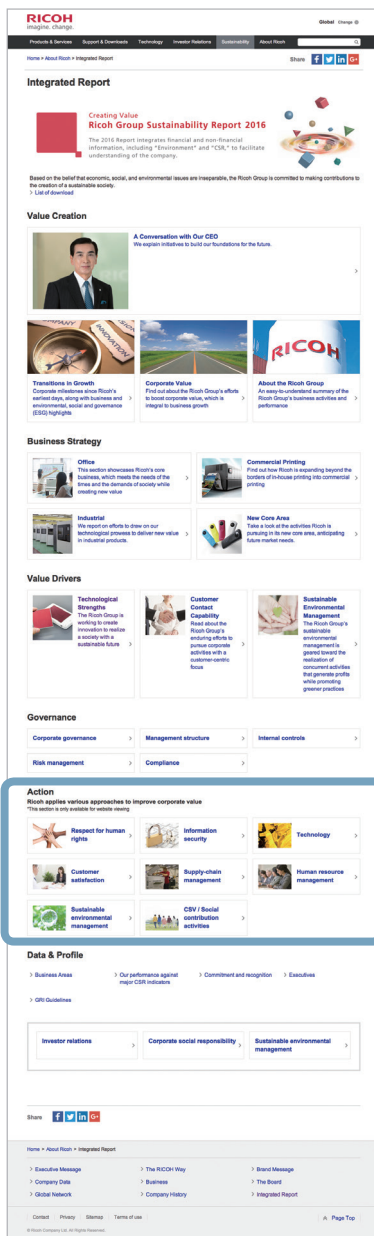 RICOH
imagine. change.
Global Change
Products & Services Support & Downloads Technology Investor Relations Sustainability About Ricoh
Home > About Ricoh > Integrated Report
Share
Integrated Report
Creating Value
Ricoh Group Sustainability Report 2016
The 2016 Report integrates financial and non-financial
information, including "Environment" and "CSR," to facilitate
understanding of the company.
Based on the belief that economic, social, and environmental issues are inseparable, the Ricoh Group is committed to making contributions to
the creation of a sustainable society.
> List of download
Value Creation
A Conversation with Our CEO
We explain initiatives to build our foundations for the future.
RICOH
Transitions in
Growth
Corporate milestones since Ricoh's
earliest days, along with business and
environmental, social and governance
(ESG) highlights
Corporate Value
Find out about the Ricoh Group's efforts
to boost corporate value, which is
integral to business growth
About the Ricoh Group
An easy-to-understand summary of the
Ricoh Group's business activities and
performance
Business Strategy
Office
This section showcases
Ricoh's core
business, which meets the needs of the
times and the demands of society while
creating new value
Commercial Printing
Find out how Ricoh is expanding beyond the
borders of in-house printing into commercial
printing
Industrial
We report on efforts to
draw on our
technological prowess to deliver new value
in industrial products.
New Core Area
Take a look at the activities Ricoh is
pursuing in its new core area, anticipating
future market needs.
Value Drivers
Technological
Strengths
The Ricoh Group is
working to create
innovation to realize
a society with a
sustainable future
Customer
Contact
Capability
Read about the
Ricoh Group's
enduring efforts to
pursue corporate
activities with a
customer-centric
focus
Sustainable
Environmental
Management
The Ricoh Group's
sustainable
environmental
management is
geared toward the
realization of
concurrent activities
that generate profits
while promoting
greener practices
Governance
Corporate governance > Management structure > Internal controls >
Risk management > Compliance >
Action
Ricoh applies various approaches to improve corporate value
*This section is only available for website viewing
Respect for human
rights
Information
security
Technology
Customer
satisfaction
Supply-chain
management
Human resource
management
Sustainable
environmental
management
CSV / Social
contribution
activities
Data & Profile
> Business Areas
> Our performance against
major CSR indicators
> Commitment and recognition
> Executives
> GRI Guidelines
Investor relations >
Corporate social responsibility >
Sustainable environmental
management >
Share
Home > About Ricoh > Integrated Report
> Executive Message > The RICOH Way > Brand Message
> Company Data > Business > The Board
> Global Network > Company History > Integrated Report
Contact Privacy Sitemap Terms of use
Page Top
© Ricoh Company Ltd. All Rights Reserved.